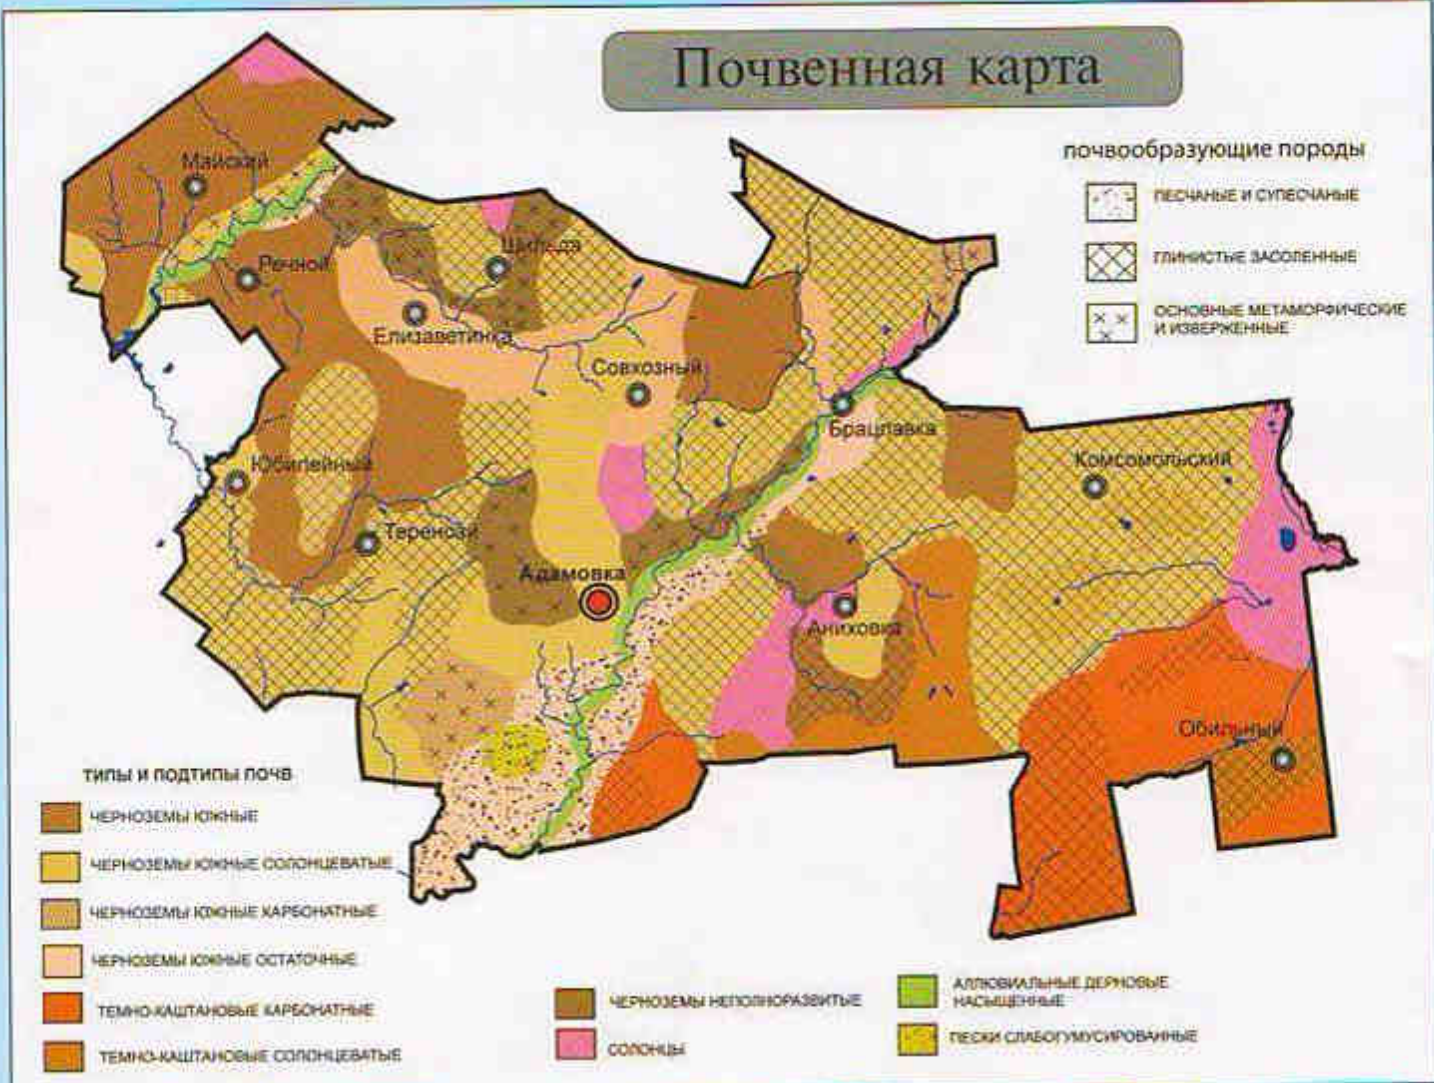 Почвенная карта
почвообразующие породы
ПЕСЧАНЫЕ И СУПЕСЧАНЫЕ
ГЛИНИСТЫЕ ЗАСОЛЕННЫЕ
ОСНОВНЫЕ МЕТАМОРФИЧЕСКИЕ
И ИЗВЕРЖЕННЫЕ
Майский
Шильда
Речной
Елизаветинка
Совхозный
Брацлавка
Юбилейный
Комсомольский
Теренсай
Адамовка
Аниховка
Обильный
ТИПЫ И ПОДТИПЫ ПОЧВ
ЧЕРНОЗЕМЫ ЮЖНЫЕ
ЧЕРНОЗЕМЫ ЮЖНЫЕ СОЛОНЦЕВАТЫЕ
ЧЕРНОЗЕМЫ ЮЖНЫЕ КАРБОНАТНЫЕ
ЧЕРНОЗЕМЫ ЮЖНЫЕ ОСТАТОЧНЫЕ
ТЕМНО-КАШТАНОВЫЕ КАРБОНАТНЫЕ
ТЕМНО-КАШТАНОВЫЕ СОЛОНЦЕВАТЫЕ
ЧЕРНОЗЕМЫ НЕПОЛНОРАЗВИТЫЕ
СОЛОНЦЫ
АЛЛЮВИАЛЬНЫЕ ДЕРНОВЫЕ
НАСЫЩЕННЫЕ
ПЕСКИ СЛАБОГУМУСИРОВАННЫЕ